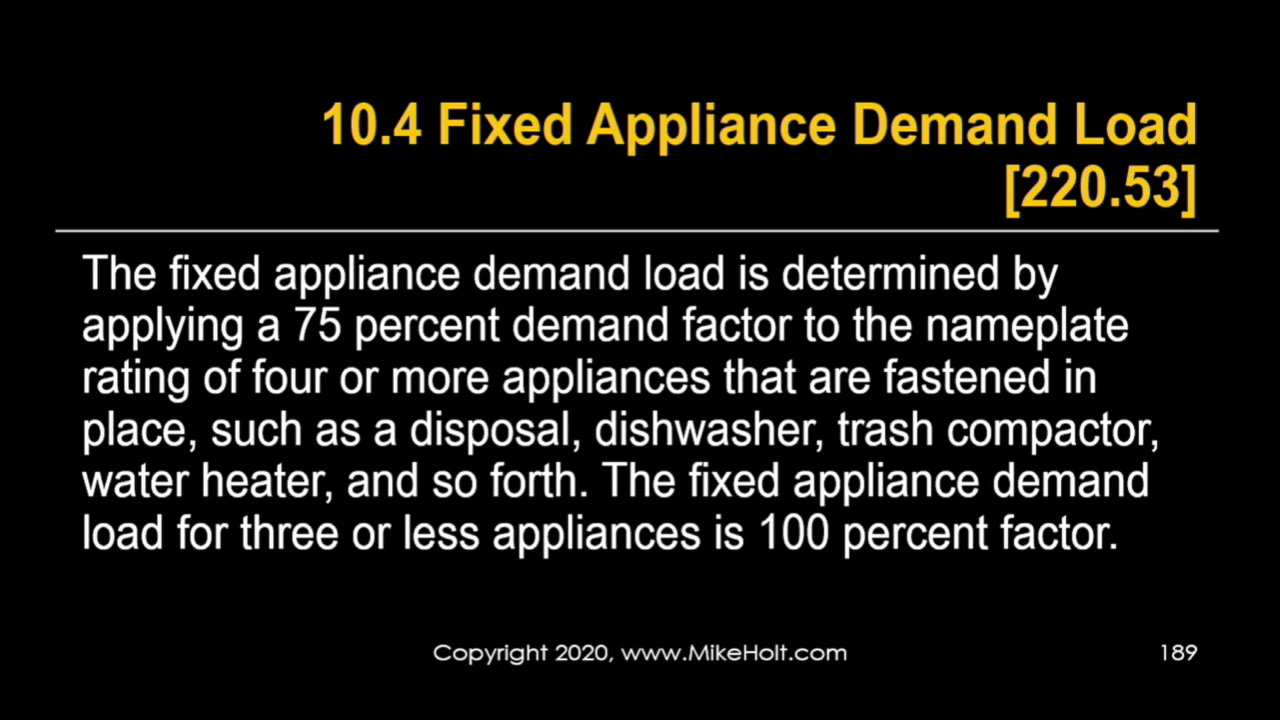 10.4 Fixed Appliance Demand Load
[220.53]
The fixed appliance demand load is determined by
applying a 75 percent demand factor to the nameplate
rating of four or more appliances that are fastened in
place, such as a disposal, dishwasher, trash compactor,
water heater, and so forth. The fixed appliance demand
load for three or less appliances is 100 percent factor.
Copyright 2020, www.MikeHolt.com
189